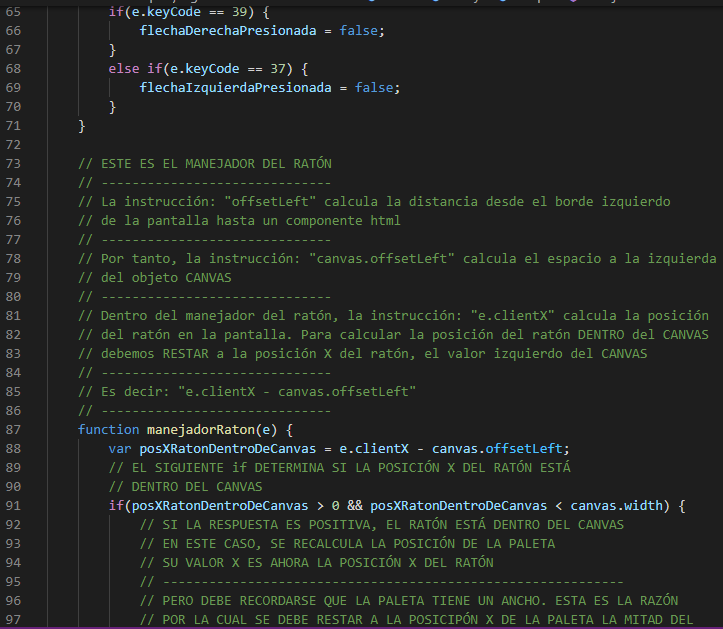 65 if(e.keyCode == 39) {
66 flechaDerechaPresionada = false;
67 }
68 else if(e.keyCode == 37) {
69 flechaIzquierdaPresionada = false;
70 }
71 }
72
73 // ESTE ES EL MANEJADOR DEL RATÓN
74 // ------------------------------
75 // La instrucción: "offsetLeft" calcula la distancia desde el borde izquierdo
76 // de la pantalla hasta un componente html
77 // ------------------------------
78 // Por tanto, la instrucción: "canvas.offsetLeft" calcula el espacio a la izquierda
79 // del objeto CANVAS
80 // ------------------------------
81 // Dentro del manejador del ratón, la instrucción: "e.clientX" calcula la posición
82 // del ratón en la pantalla. Para calcular la posición del ratón DENTRO del CANVAS
83 // debemos RESTAR a la posición X del ratón, el valor izquierdo del CANVAS
84 // ------------------------------
85 // Es decir: "e.clientX - canvas.offsetLeft"
86 // ------------------------------
87 function manejadorRaton(e) {
88 var posXRatonDentroDeCanvas = e.clientX - canvas.offsetLeft;
89 // EL SIGUIENTE if DETERMINA SI LA POSICIÓN X DEL RATÓN ESTÁ
90 // DENTRO DEL CANVAS
91 if(posXRatonDentroDeCanvas > 0 && posXRatonDentroDeCanvas < canvas.width) {
92 // SI LA RESPUESTA ES POSITIVA, EL RATÓN ESTÁ DENTRO DEL CANVAS
93 // EN ESTE CASO, SE RECALCULA LA POSICIÓN DE LA PALETA
94 // SU VALOR X ES AHORA LA POSICIÓN X DEL RATÓN
95 // ------------------------------------------------------------
96 // PERO DEBE RECORDARSE QUE LA PALETA TIENE UN ANCHO. ESTA ES LA RAZÓN
97 // POR LA CUAL SE DEBE RESTAR A LA POSICIPÓN X DE LA PALETA LA MITAD DEL